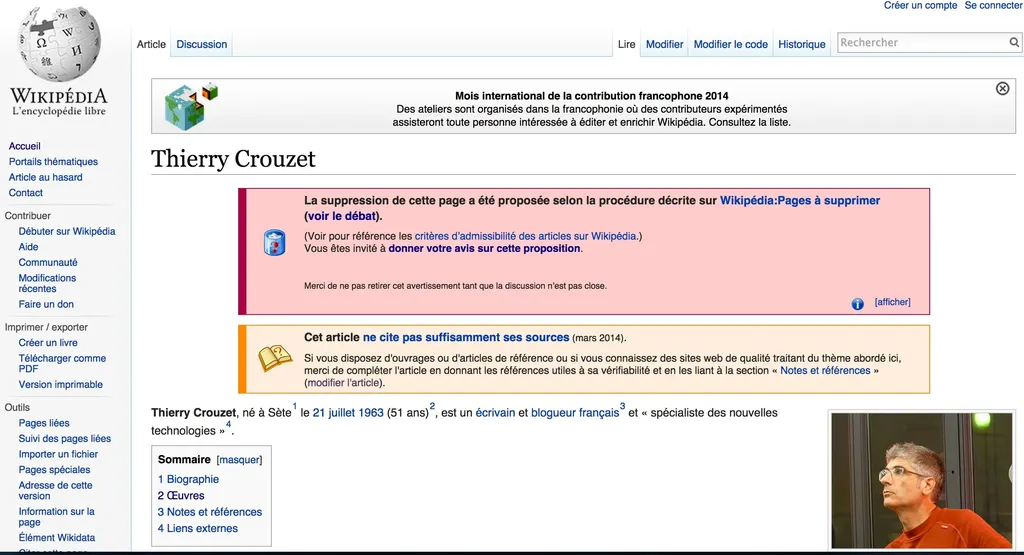 Créer un compte Se connecter
WIKIPÉDIA
L'encyclopédie libre
Article Discussion Lire Modifier Modifier le code Historique Rechercher
Mois international de la contribution francophone 2014
Des ateliers sont organisés dans la francophonie où des contributeurs expérimentés
assisteront toute personne intéressée à éditer et enrichir Wikipédia. Consultez la liste.
Accueil
Portails thématiques
Article au hasard
Contact
Contribuer
Débuter sur Wikipédia
Aide
Communauté
Modifications
récentes
Faire un don
Imprimer / exporter
Créer un livre
Télécharger comme
PDF
Version imprimable
Outils
Pages liées
Suivi des pages liées
Importer un fichier
Pages spéciales
Adresse de cette
version
Information sur la
page
Élément Wikidata
Citer cette page
Thierry Crouzet
La suppression de cette page a été proposée selon la procédure décrite sur Wikipédia:Pages à supprimer
(voir le débat).
(Voir pour référence les critères d'admissibilité des articles sur Wikipédia.)
Vous êtes invité à donner votre avis sur cette proposition.
Merci de ne pas retirer cet avertissement tant que la discussion n'est pas close.
[afficher]
Cet article ne cite pas suffisamment ses sources (mars 2014).
Si vous disposez d'ouvrages ou d'articles de référence ou si vous connaissez des sites web de qualité traitant du thème abordé ici,
merci de compléter l'article en donnant les références utiles à sa vérifiabilité et en les liant à la section « Notes et références »
(modifier l'article).
Thierry Crouzet, né à Sète1 le 21 juillet 1963 (51 ans)2, est un écrivain et blogueur français3 et « spécialiste des nouvelles
technologies »4.
Sommaire [masquer]
1 Biographie
2 Œuvres
3 Notes et références
4 Liens externes